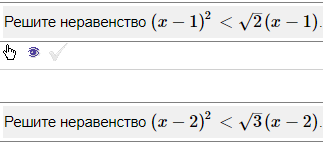 Решите неравенство (x − 1)² < √2(x − 1).
Решите неравенство (x − 2)² < √3(x − 2).